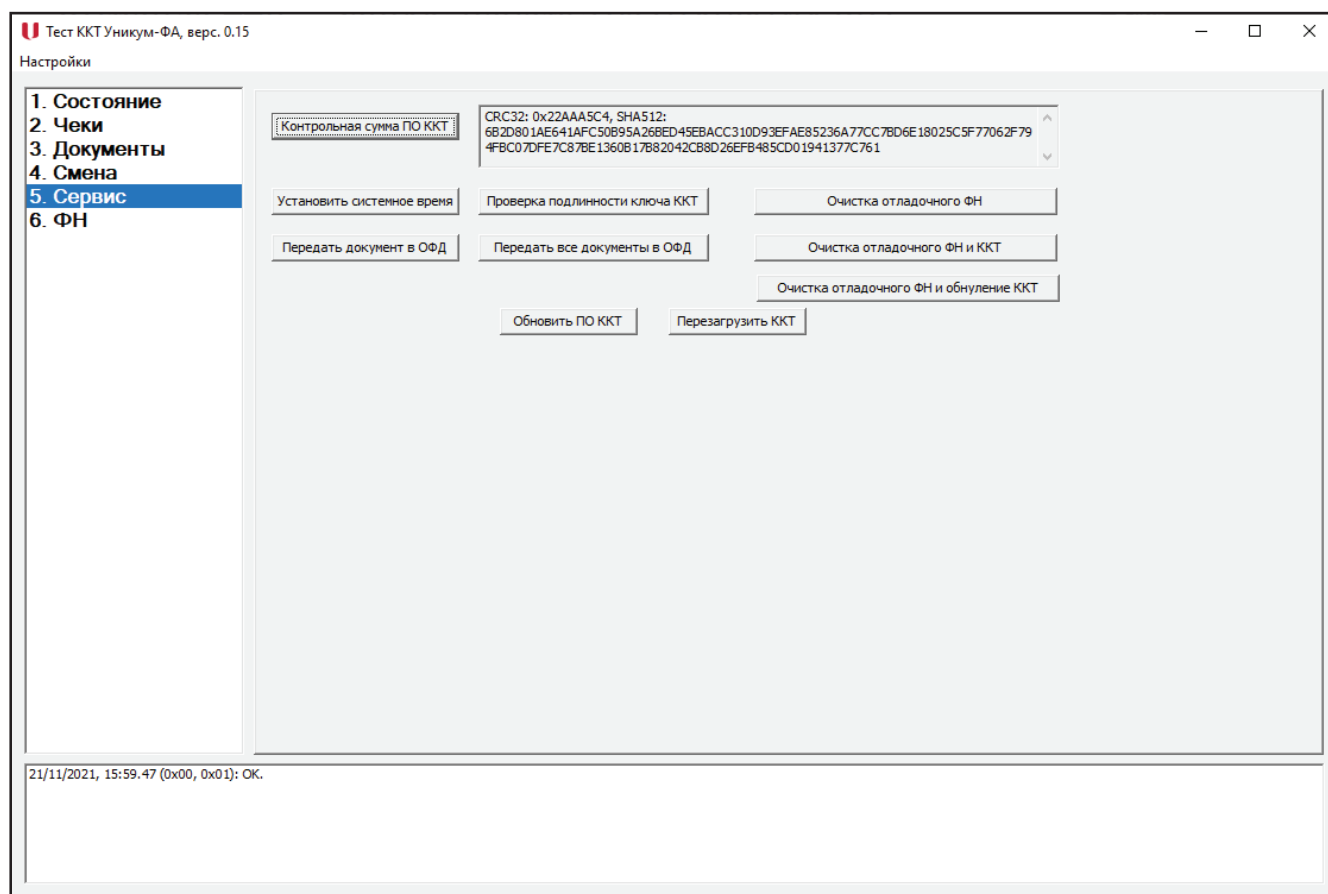 Тест ККТ Уникум-ФА, верс. 0.15
Настройки
1. Состояние
2. Чеки
3. Документы
4. Смена
5. Сервис
6. ФН
Контрольная сумма ПО ККТ
CRC32: 0x22AAA5C4, SHA512:
6B2D801AE641AFC50B95A26BED45EBACC310D93EFAE85236A77CC7BD6E18025C5F77062F79
4FBC07DFE7C87BE1360B17B82042CB8D26EFB485CD01941377C761
Установить системное время
Проверка подлинности ключа ККТ
Очистка отладочного ФН
Передать документ в ОФД
Передать все документы в ОФД
Очистка отладочного ФН и ККТ
Очистка отладочного ФН и обнуление ККТ
Обновить ПО ККТ
Перезагрузить ККТ
21/11/2021, 15:59.47 (0x00, 0x01): OK.